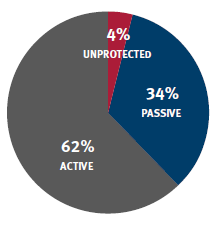 4%
UNPROTECTED
34%
PASSIVE
62%
ACTIVE